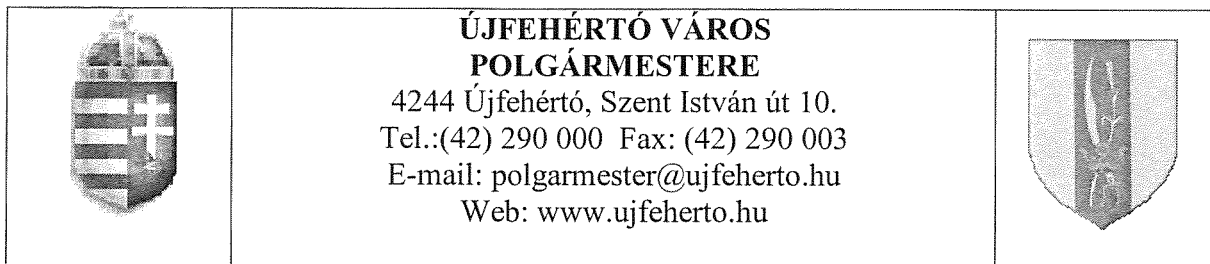 ÚJFEHÉRTÓ VÁROS
POLGÁRMESTERE
4244 Újfehértó, Szent István út 10.
Tel.:(42) 290 000 Fax: (42) 290 003
E-mail: polgarmester@ujfeherto.hu
Web: www.ujfeherto.hu